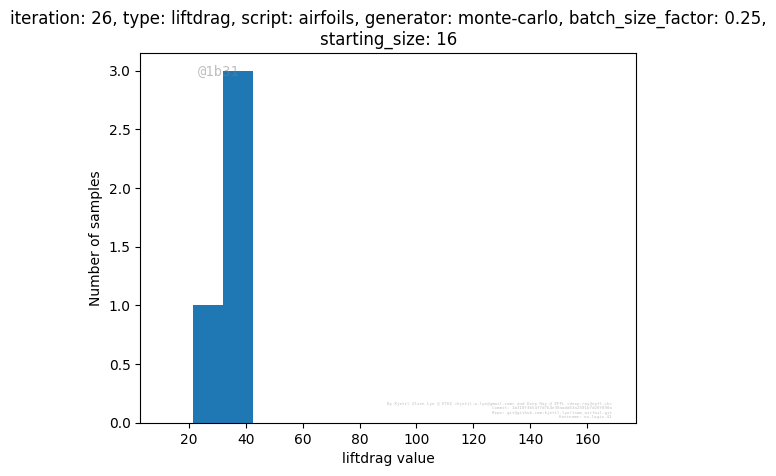 iteration: 26, type: liftdrag, script: airfoils, generator: monte-carlo, batch_size_factor: 0.25,
starting_size: 16
@1b31
3.0
2.5
2.0
1.5
1.0
0.5
0.0
Number of samples
20 40 60 80 100 120 140 160
liftdrag value